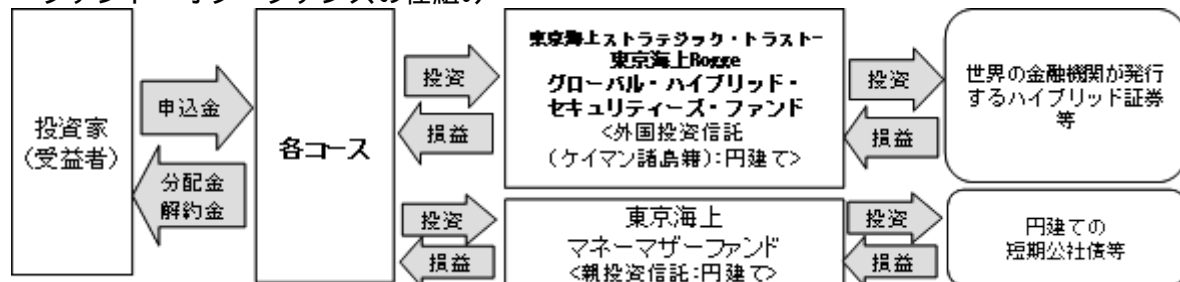 ファンド・オブ・ファンズの仕組み
投資家
（受益者）
申込金
分配金
解約金
各コース
投資
損益
東京海上ストラテジック・トラスト－
東京海上Rogge
グローバル・ハイブリッド・
セキュリティーズ・ファンド
<外国投資信託
（ケイマン諸島籍）：円建て>
投資
損益
世界の金融機関が発行
するハイブリッド証券
等
投資
損益
東京海上
マネーマザーファンド
<親投資信託：円建て>
投資
損益
円建ての
短期公社債等